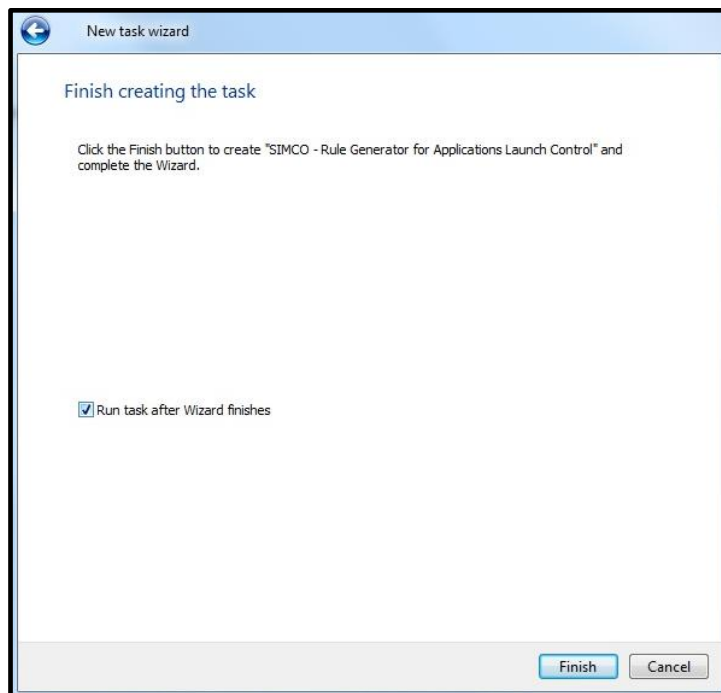 New task wizard
Finish creating the task
Click the Finish button to create "SIMCO - Rule Generator for Applications Launch Control" and
complete the Wizard.
Run task after Wizard finishes
Finish
Cancel